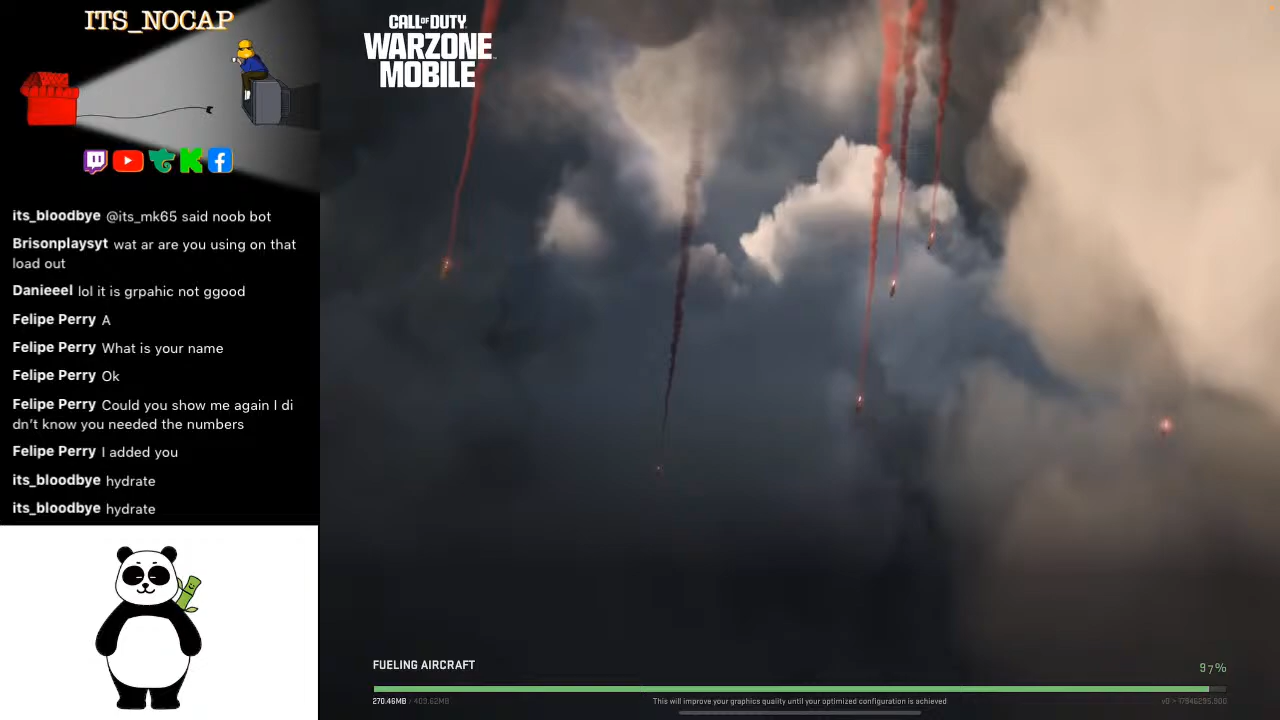 ITS_NOCAP
its_bloodbye @its_mk65 said noob bot
Brisonplaysyt wat ar are you using on that
load out
Danieeel lol it is grpahic not ggood
Felipe Perry A
Felipe Perry What is your name
Felipe Perry Ok
Felipe Perry Could you show me again I di
dn't know you needed the numbers
Felipe Perry I added you
its_bloodbye hydrate
its_bloodbye hydrate
CALL OF DUTY
WARZONE
MOBILE
FUELING AIRCRAFT
97%
270.46MB / 409.62MB
This will improve your graphics quality until your optimized configuration is achieved